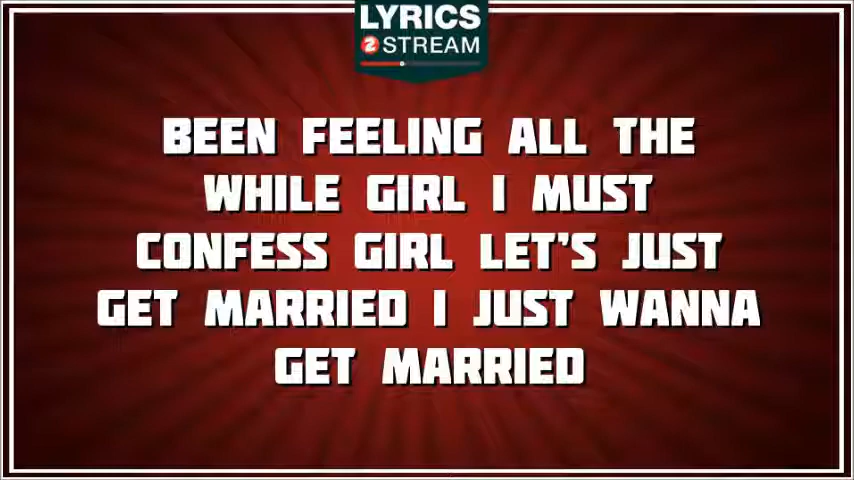 LYRICS
2 STREAM
BEEN FEELING ALL THE
WHILE GIRL I MUST
CONFESS GIRL LET'S JUST
GET MARRIED I JUST WANNA
GET MARRIED